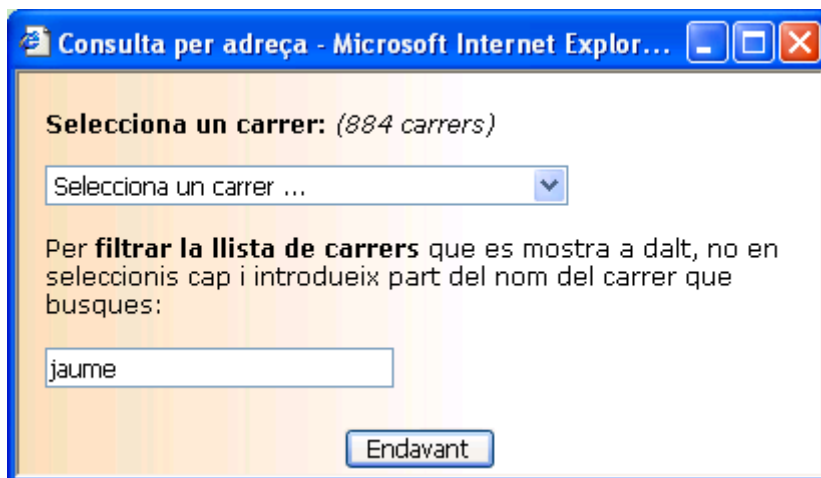 Consulta per adreça - Microsoft Internet Explor...
Selecciona un carrer: (884 carrers)
Selecciona un carrer ...
Per filtrar la llista de carrers que es mostra a dalt, no en
seleccionis cap i introdueix part del nom del carrer que
busques:
jaume
Endavant